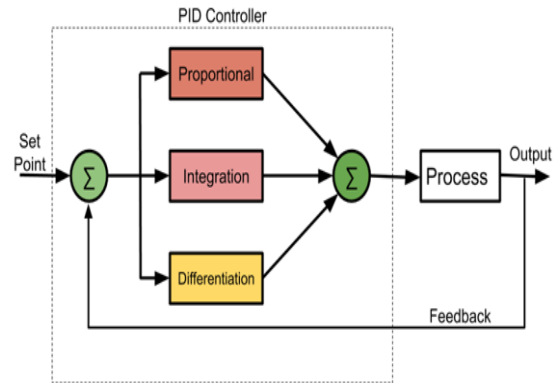 PID Controller
Proportional
Set
Point
Σ
Integration
Σ
Process
Output
Differentiation
Feedback